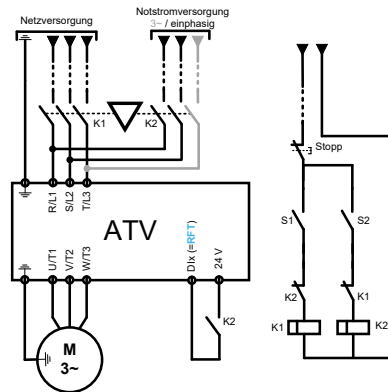 Netzversorgung
Notstromversorgung
3~ / einphasig
K1
K2
Stopp
R/L1
S/L2
T/L3
ATV
DIx (=RFT)
24 V
U/T1
V/T2
W/T3
K2
M
3~
S1
S2
K2
K1
K1
K2